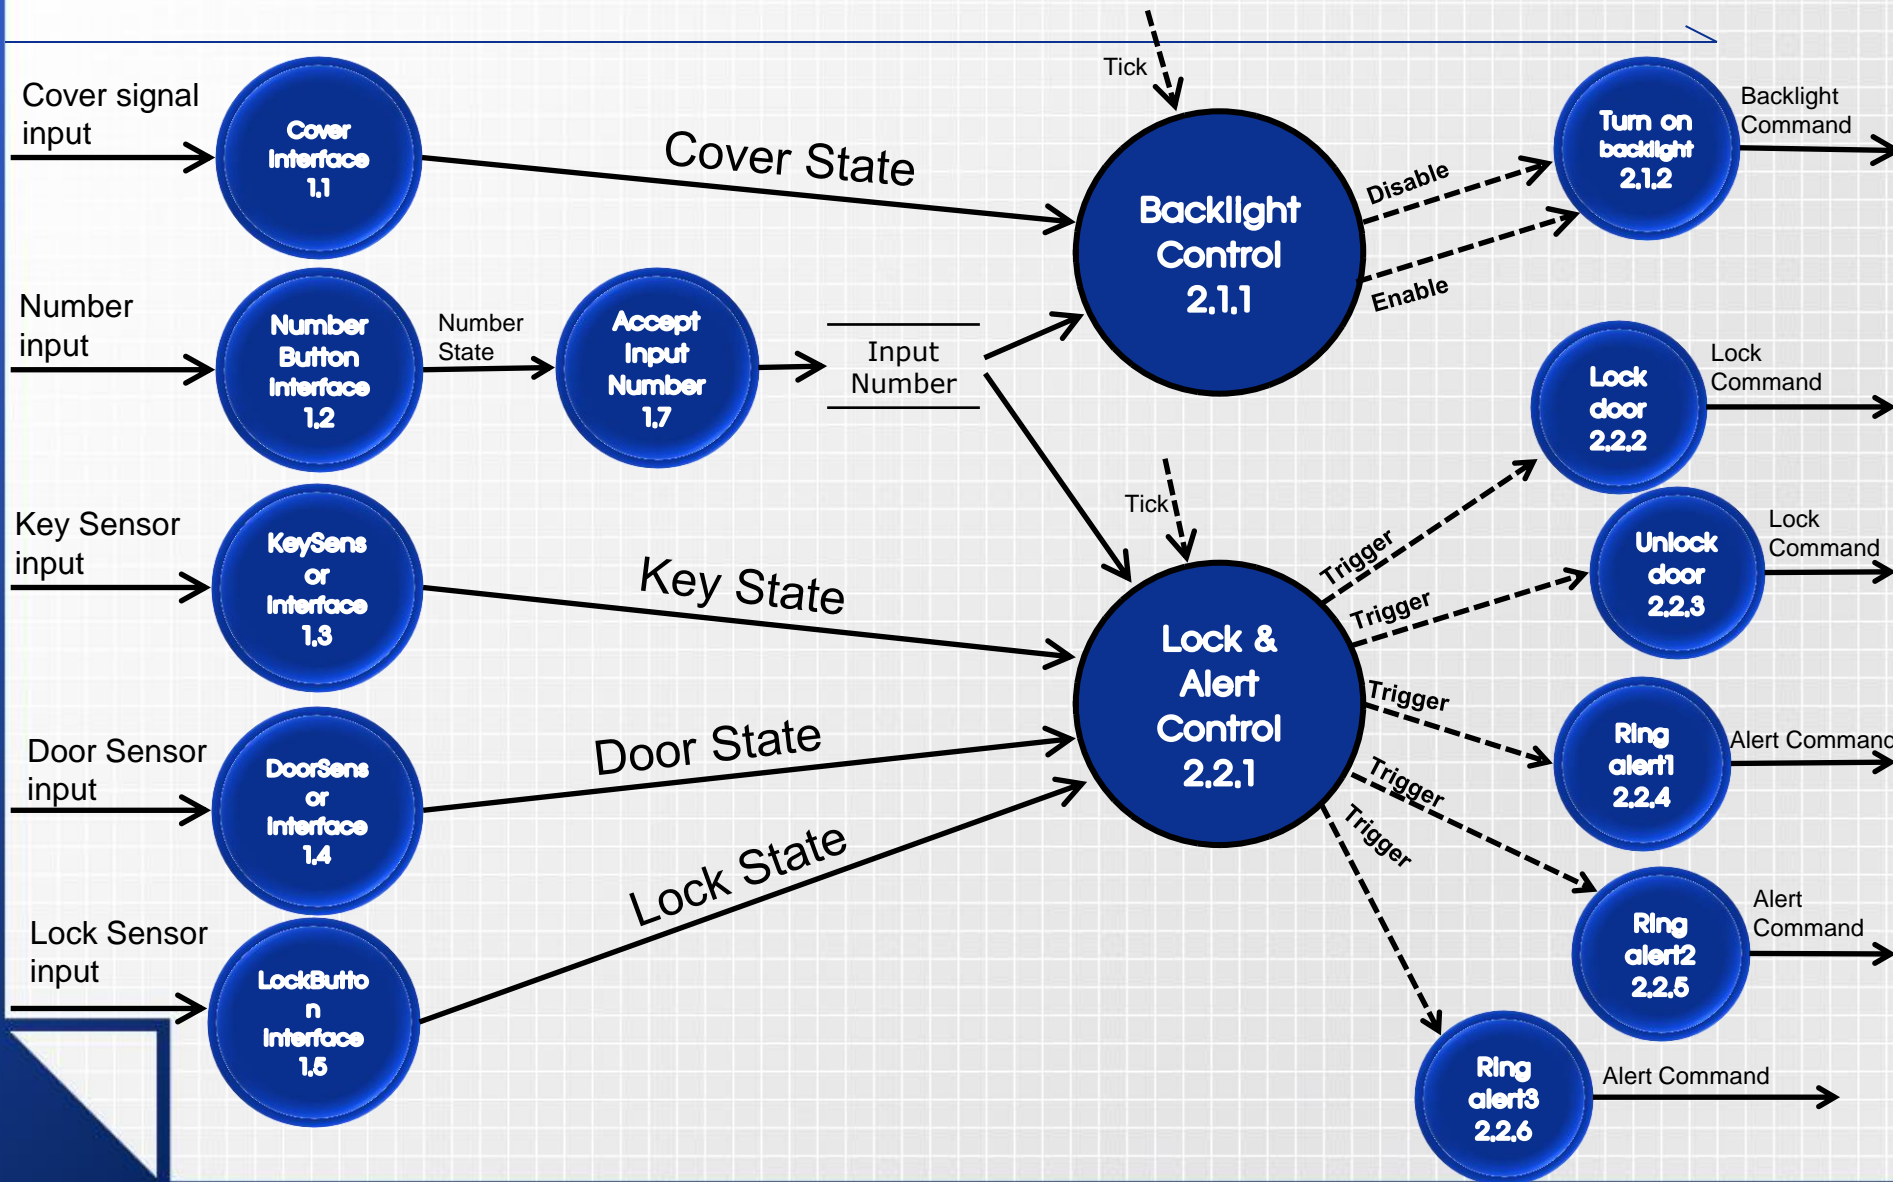 Tick
Cover signal
input
Cover
Interface
1.1
Cover State
Backlight
Control
2.1.1
Disable
Enable
Turn on
backlight
2.1.2
Backlight
Command
Number
input
Number
Button
Interface
1.2
Number
State
Accept
Input
Number
1.7
Input
Number
Lock
door
2.2.2
Lock
Command
Key Sensor
input
KeySens
or
Interface
1.3
Key State
Tick
Lock &
Alert
Control
2.2.1
Trigger
Trigger
Trigger
Trigger
Trigger
Unlock
door
2.2.3
Lock
Command
Door Sensor
input
DoorSens
or
Interface
1.4
Door State
Ring
alert1
2.2.4
Alert Command
Lock Sensor
input
LockButto
n
Interface
1.5
Lock State
Ring
alert2
2.2.5
Alert
Command
Ring
alert3
2.2.6
Alert Command